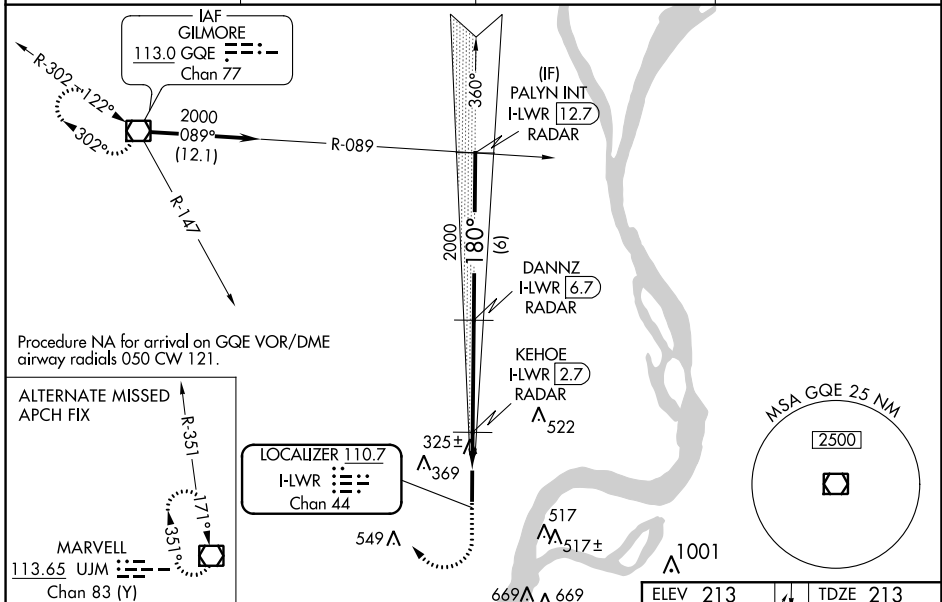 IAF
GILMORE
113.0 GQE
Chan 77
R-302
122°
302°
2000
089°
(12.1)
R-089
R-147
360°
(IF)
PALYN INT
I-LWR 12.7
RADAR
2000
180°
(6)
DANNZ
I-LWR 6.7
RADAR
KEHOE
I-LWR 2.7
RADAR
522
325±
369
549
517
517±
1001
669
669
Procedure NA for arrival on GQE VOR/DME
airway radials 050 CW 121.
ALTERNATE MISSED
APCH FIX
R-351
171°
351°
MARVELL
113.65 UJM
Chan 83 (Y)
LOCALIZER 110.7
I-LWR
Chan 44
MSA GQE 25 NM
2500
ELEV 213
TDZE 213